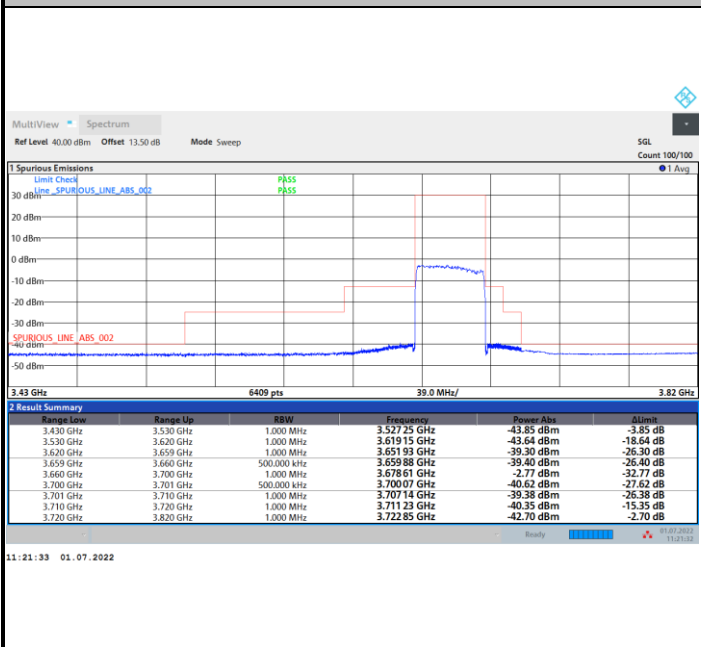 MultiView Spectrum
Ref Level 40.00 dBm Offset 13.50 dB Mode Sweep SGL
Count 100/100
1 Spurious Emissions 1 Avg
Limit Check PASS
Line _SPURIOUS_LINE_ABS_002 PASS
30 dBm
20 dBm
10 dBm
0 dBm
-10 dBm
-20 dBm
-30 dBm
SPURIOUS_LINE_ABS_002
-40 dBm
-50 dBm
3.43 GHz 6409 pts 39.0 MHz/ 3.82 GHz
2 Result Summary
Range Low Range Up RBW Frequency Power Abs ΔLimit
3.430 GHz 3.530 GHz 1.000 MHz 3.527 25 GHz -43.85 dBm -3.85 dB
3.530 GHz 3.620 GHz 1.000 MHz 3.619 15 GHz -43.64 dBm -18.64 dB
3.620 GHz 3.659 GHz 1.000 MHz 3.651 93 GHz -39.30 dBm -26.30 dB
3.659 GHz 3.660 GHz 500.000 kHz 3.659 88 GHz -39.40 dBm -26.40 dB
3.660 GHz 3.700 GHz 1.000 MHz 3.678 61 GHz -2.77 dBm -32.77 dB
3.700 GHz 3.701 GHz 500.000 kHz 3.700 07 GHz -40.62 dBm -27.62 dB
3.701 GHz 3.710 GHz 1.000 MHz 3.707 14 GHz -39.38 dBm -26.38 dB
3.710 GHz 3.720 GHz 1.000 MHz 3.711 23 GHz -40.35 dBm -15.35 dB
3.720 GHz 3.820 GHz 1.000 MHz 3.722 85 GHz -42.70 dBm -2.70 dB
Ready 01.07.2022
11:21:32
11:21:33 01.07.2022